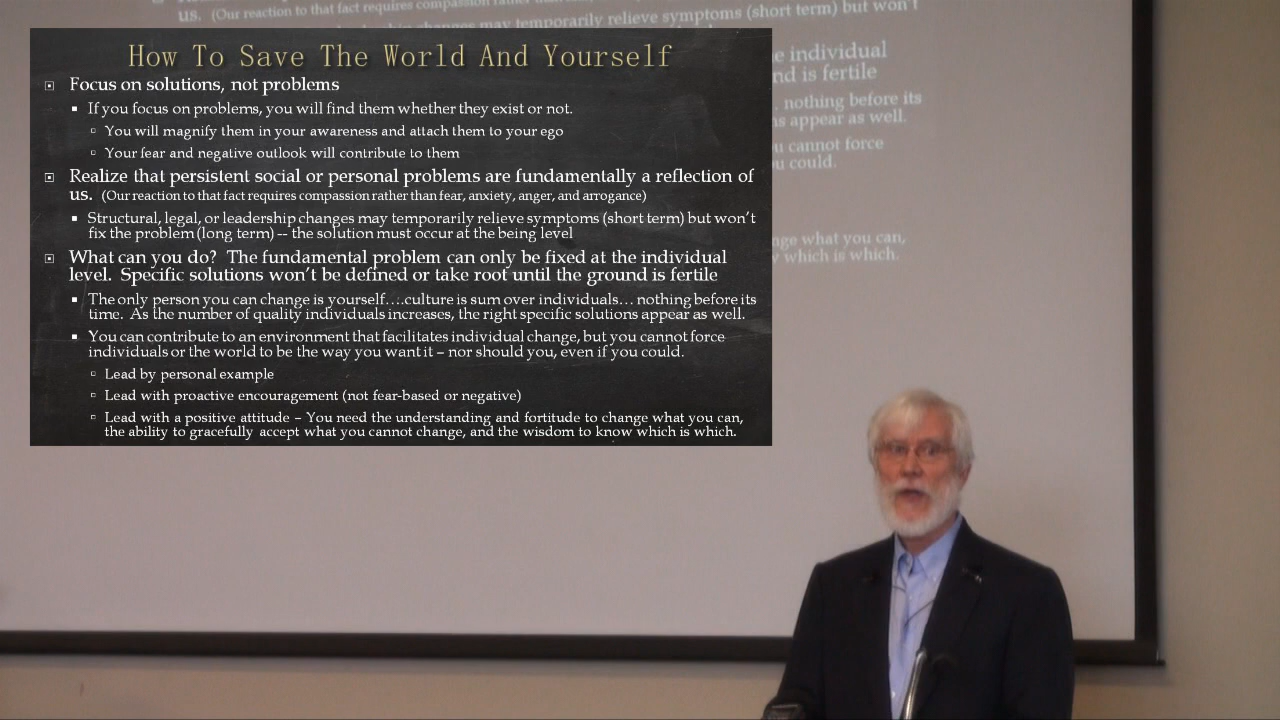 us. (Our reaction to that fact requires compassion rather than fear, an
changes may temporarily relieve symptoms (short term) but won't
How To Save The World And Yourself
Focus on solutions, not problems
If you focus on problems, you will find them whether they exist or not.
You will magnify them in your awareness and attach them to your ego
Your fear and negative outlook will contribute to them
Realize that persistent social or personal problems are fundamentally a reflection of
us. (Our reaction to that fact requires compassion rather than fear, anxiety, anger, and arrogance)
Structural, legal, or leadership changes may temporarily relieve symptoms (short term) but won't
fix the problem (long term) -- the solution must occur at the being level
What can you do? The fundamental problem can only be fixed at the individual
level. Specific solutions won't be defined or take root until the ground is fertile
The only person you can change is yourself….culture is sum over individuals… nothing before its
time. As the number of quality individuals increases, the right specific solutions appear as well.
You can contribute to an environment that facilitates individual change, but you cannot force
individuals or the world to be the way you want it – nor should you, even if you could.
Lead by personal example
Lead with proactive encouragement (not fear-based or negative)
Lead with a positive attitude – You need the understanding and fortitude to change what you can,
the ability to gracefully accept what you cannot change, and the wisdom to know which is which.
e individual
nd is fertile
. nothing before its
ns appear as well.
u cannot force
u could.
nge what you can,
which is which.